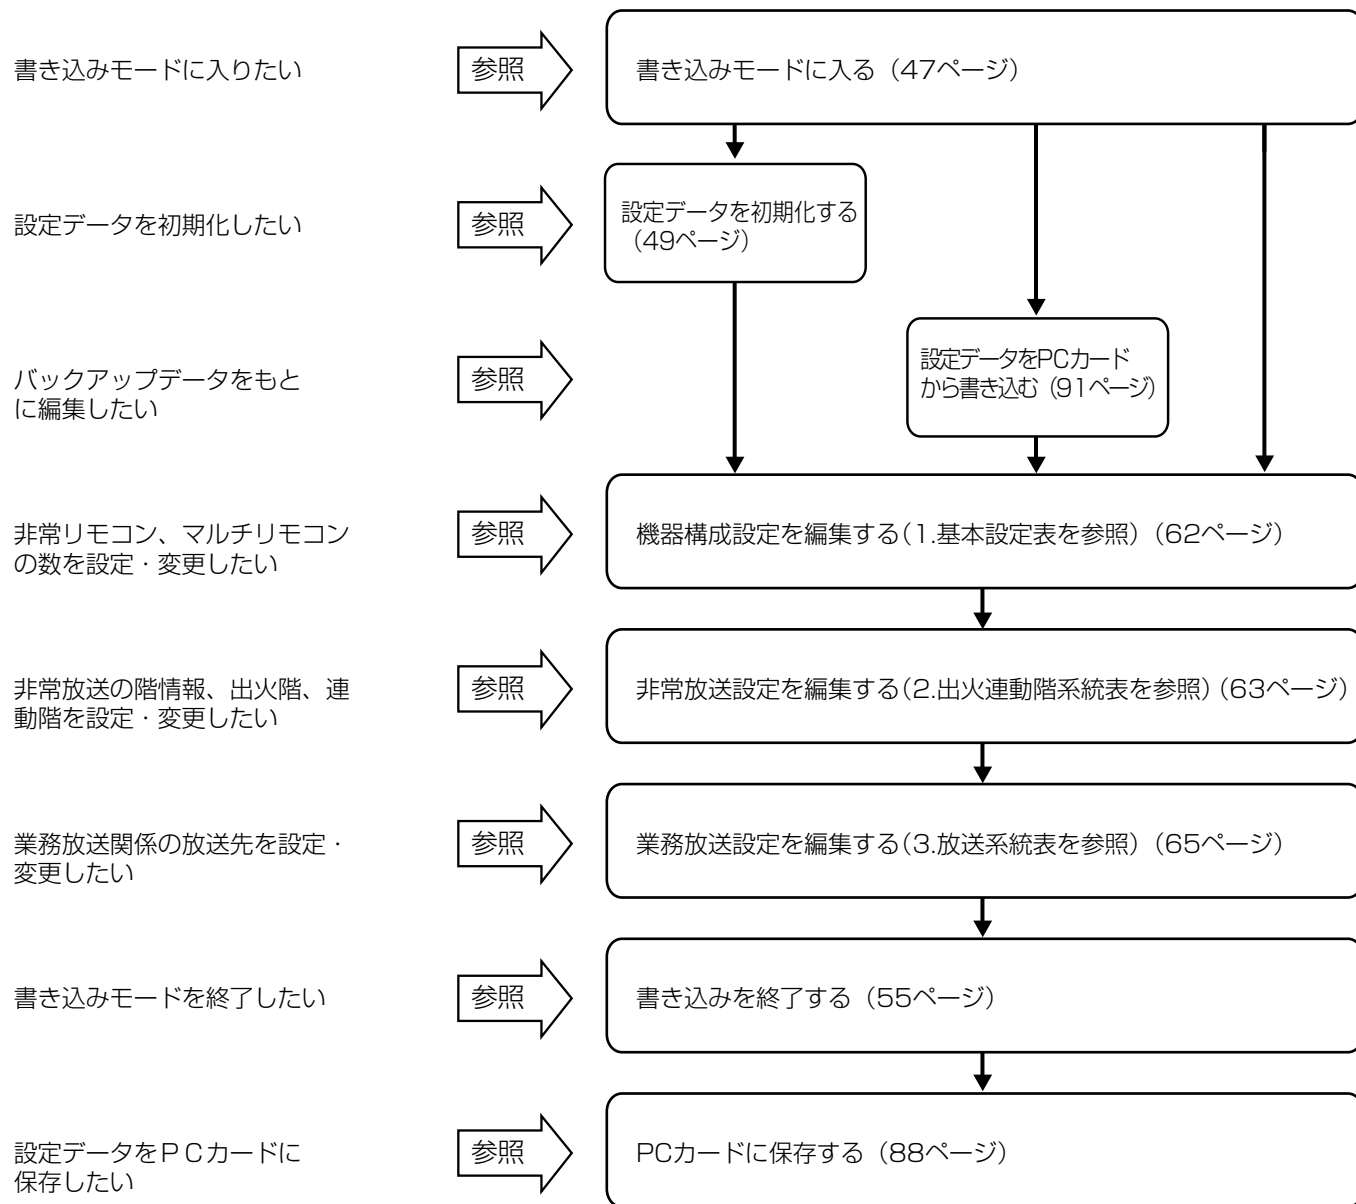 書き込みモードに入りたい
参照
書き込みモードに入る（47ページ）
設定データを初期化したい
参照
設定データを初期化する
（49ページ）
バックアップデータをもと
に編集したい
参照
設定データをPCカード
から書き込む（91ページ）
非常リモコン、マルチリモコン
の数を設定・変更したい
参照
機器構成設定を編集する（1.基本設定表を参照）（62ページ）
非常放送の階情報、出火階、連
動階を設定・変更したい
参照
非常放送設定を編集する（2.出火連動階系統表を参照）（63ページ）
業務放送関係の放送先を設定・
変更したい
参照
業務放送設定を編集する（3.放送系統表を参照）（65ページ）
書き込みモードを終了したい
参照
書き込みを終了する（55ページ）
設定データをＰＣカードに
保存したい
参照
PCカードに保存する（88ページ）